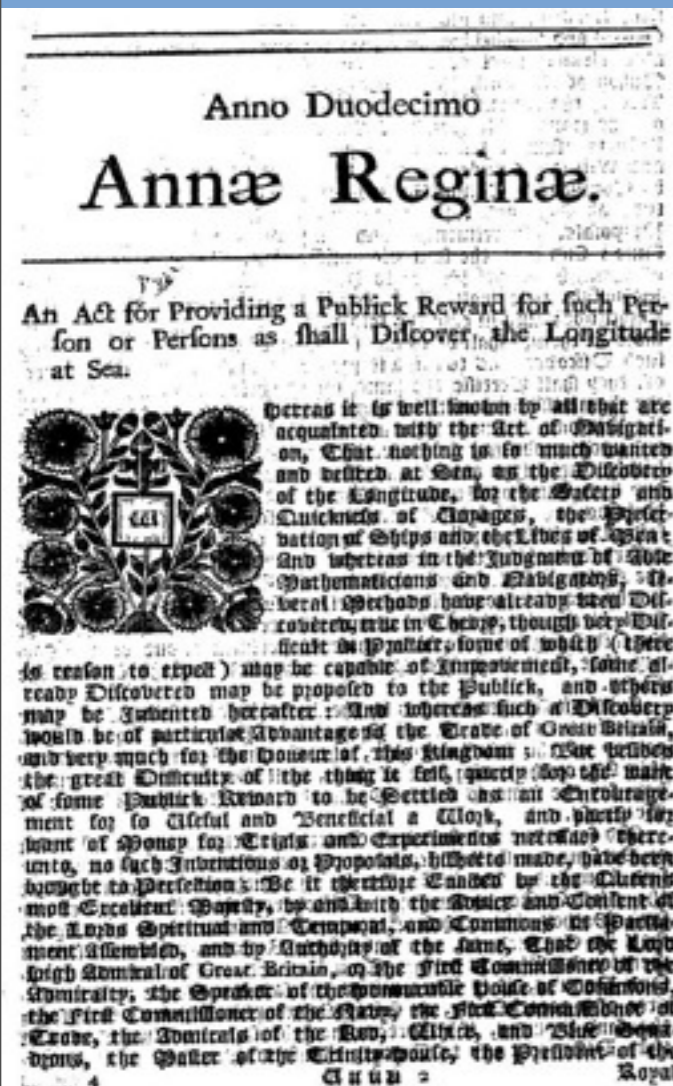 Anno Duodecimo
Annæ Reginæ.
An Act for Providing a Publick Reward for such Per-
son or Persons as shall Discover the Longitude
at Sea.
Whereas it is well known by all that are
acquainted with the Art of Navigati-
on, That nothing is so much wanted
and desired at Sea, as the Discovery
of the Longitude, for the Safety and
Quickness of Voyages, the Preser-
vation of Ships and the Lives of Men:
And whereas in the Judgment of Able
Mathematicians and Navigators, se-
veral Methods have already been Dis-
covered, true in Theory, though very Dif-
ficult in Practice, some of which (there
is reason to expect) may be capable of Improvement, some al-
ready Discovered may be proposed to the Publick, and others
may be Invented hereafter: And whereas such a Discovery
would be of particular Advantage to the Trade of Great Britain,
and very much for the Honour of this Kingdom; But besides
the great Difficulty of the thing it self, partly for the want
of some Publick Reward to be Settled as an Encourage-
ment for so Useful and Beneficial a Work, and partly for
want of Money for Trials and Experiments necessary there-
unto, no such Inventions or Proposals, hitherto made, have been
brought to Perfection; Be it therefore Enacted by the Queens
most Excellent Majesty, by and with the Advice and Consent of
the Lords Spiritual and Temporal, and Commons in Parlia-
ment Assembled, and by Authority of the same, That the Lord
High Admiral of Great Britain, or the First Commissioner of the
Admiralty, the Speaker of the Honourable House of Commons,
the First Commissioner of the Navy, the First Commissioner of
Trade, the Admirals of the Red, White, and Blue Squa-
drons, the Master of the Trinity-House, the President of the
Royal